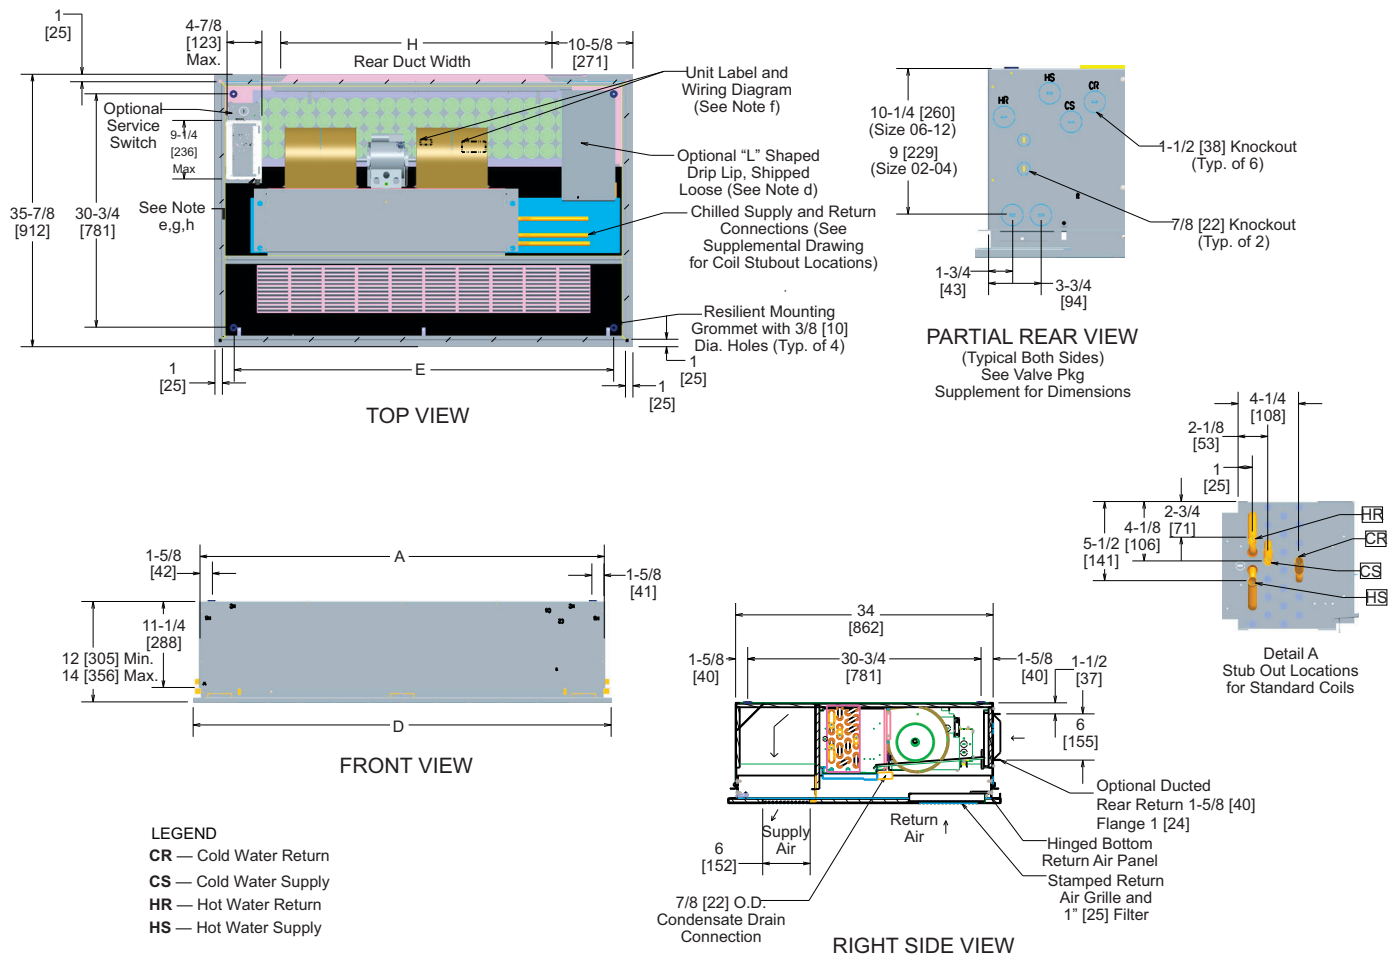 1
[25]
4-7/8
[123]
Max.
H
Rear Duct Width
10-5/8
[271]
Unit Label and
Wiring Diagram
(See Note f)
Optional
Service
Switch
9-1/4
[236]
Max
Optional “L” Shaped
Drip Lip, Shipped
Loose (See Note d)
35-7/8
[912]
30-3/4
[781]
See Note
e,g,h
Chilled Supply and Return
Connections (See
Supplemental Drawing
for Coil Stubout Locations)
Resilient Mounting
Grommet with 3/8 [10]
Dia. Holes (Typ. of 4)
1
[25]
E
1
[25]
1
[25]
TOP VIEW
10-1/4 [260]
(Size 06-12)
9 [229]
(Size 02-04)
HR
HS
CS
CR
1-1/2 [38] Knockout
(Typ. of 6)
7/8 [22] Knockout
(Typ. of 2)
1-3/4
[43]
3-3/4
[94]
PARTIAL REAR VIEW
(Typical Both Sides)
See Valve Pkg
Supplement for Dimensions
4-1/4
[108]
2-1/8
[53]
1
[25]
2-3/4
[71]
4-1/8
[106]
5-1/2
[141]
HR
CR
CS
HS
Detail A
Stub Out Locations
for Standard Coils
1-5/8
[42]
A
1-5/8
[41]
11-1/4
[288]
12 [305] Min.
14 [356] Max.
D
FRONT VIEW
34
[862]
1-5/8
[40]
30-3/4
[781]
1-5/8
[40]
1-1/2
[37]
6
[155]
Optional Ducted
Rear Return 1-5/8 [40]
Flange 1 [24]
Supply
Air
Return
Air
6
[152]
Hinged Bottom
Return Air Panel
Stamped Return
Air Grille and
1” [25] Filter
7/8 [22] O.D.
Condensate Drain
Connection
RIGHT SIDE VIEW
LEGEND
CR — Cold Water Return
CS — Cold Water Supply
HR — Hot Water Return
HS — Hot Water Supply